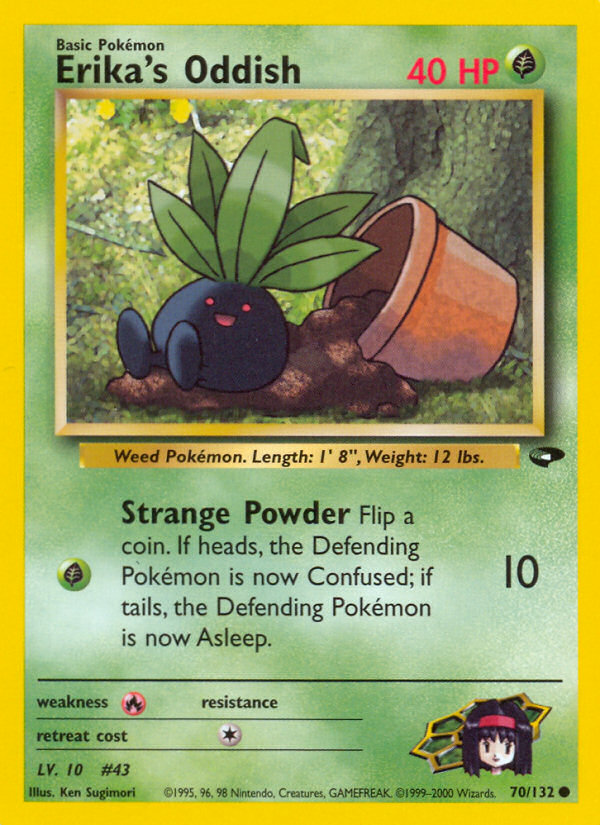 Basic Pokémon
Erika's Oddish 40 HP
Weed Pokémon. Length: 1' 8", Weight: 12 lbs.
Strange Powder Flip a
coin. If heads, the Defending
Pokémon is now Confused; if
tails, the Defending Pokémon
is now Asleep.
10
weakness resistance
retreat cost
LV. 10 #43
Illus. Ken Sugimori ©1995, 96, 98 Nintendo, Creatures, GAMEFREAK. ©1999–2000 Wizards. 70/132